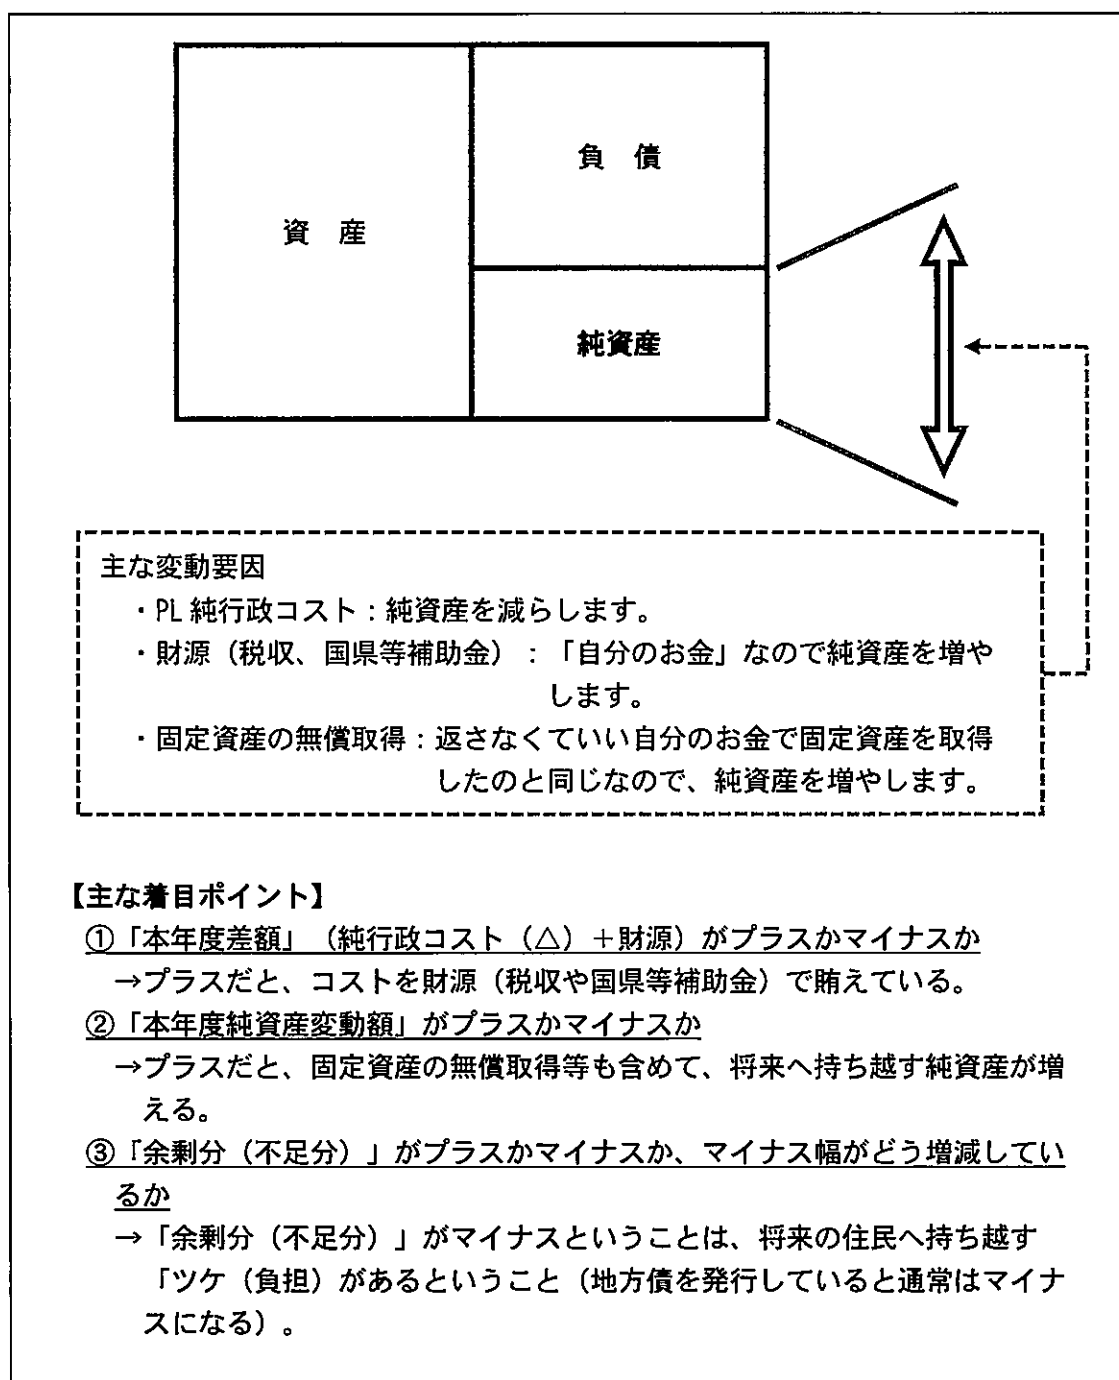 資　産
負　債
純資産
主な変動要因
・PL 純行政コスト：純資産を減らします。
・財源（税収、国県等補助金）：「自分のお金」なので純資産を増や
します。
・固定資産の無償取得：返さなくていい自分のお金で固定資産を取得
したのと同じなので、純資産を増やします。
【主な着目ポイント】
①「本年度差額」（純行政コスト（△）＋財源）がプラスかマイナスか
→プラスだと、コストを財源（税収や国県等補助金）で賄えている。
②「本年度純資産変動額」がプラスかマイナスか
→プラスだと、固定資産の無償取得等も含めて、将来へ持ち越す純資産が増
える。
③「余剰分（不足分）」がプラスかマイナスか、マイナス幅がどう増減してい
るか
→「余剰分（不足分）」がマイナスということは、将来の住民へ持ち越す
「ツケ（負担）があるということ（地方債を発行していると通常はマイナ
スになる）。